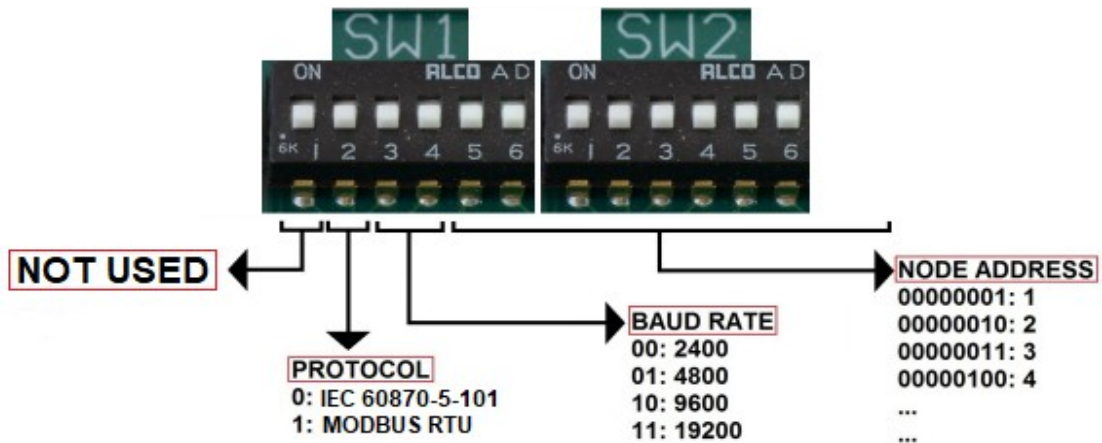 SW1 SW2
ON ALCO A D ON ALCO A D
6K 1 2 3 4 5 6 6K 1 2 3 4 5 6
NOT USED
PROTOCOL
0: IEC 60870-5-101
1: MODBUS RTU
BAUD RATE
00: 2400
01: 4800
10: 9600
11: 19200
NODE ADDRESS
00000001: 1
00000010: 2
00000011: 3
00000100: 4
...
...